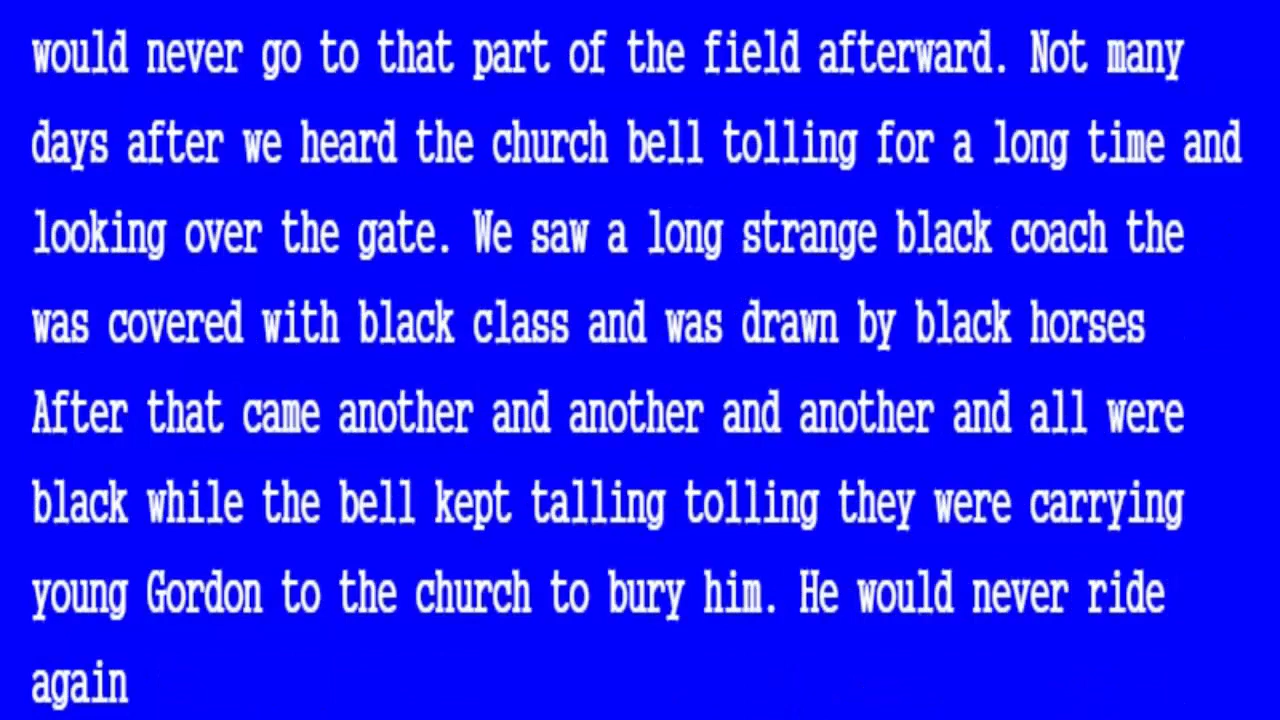 would never go to that part of the field afterward. Not many
days after we heard the church bell tolling for a long time and
looking over the gate. We saw a long strange black coach the
was covered with black class and was drawn by black horses
After that came another and another and another and all were
black while the bell kept talling tolling they were carrying
young Gordon to the church to bury him. He would never ride
again